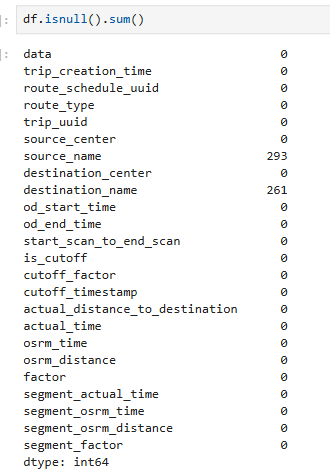 ]: df.isnull().sum()
]: data 0
trip_creation_time 0
route_schedule_uuid 0
route_type 0
trip_uuid 0
source_center 0
source_name 293
destination_center 0
destination_name 261
od_start_time 0
od_end_time 0
start_scan_to_end_scan 0
is_cutoff 0
cutoff_factor 0
cutoff_timestamp 0
actual_distance_to_destination 0
actual_time 0
osrm_time 0
osrm_distance 0
factor 0
segment_actual_time 0
segment_osrm_time 0
segment_osrm_distance 0
segment_factor 0
dtype: int64